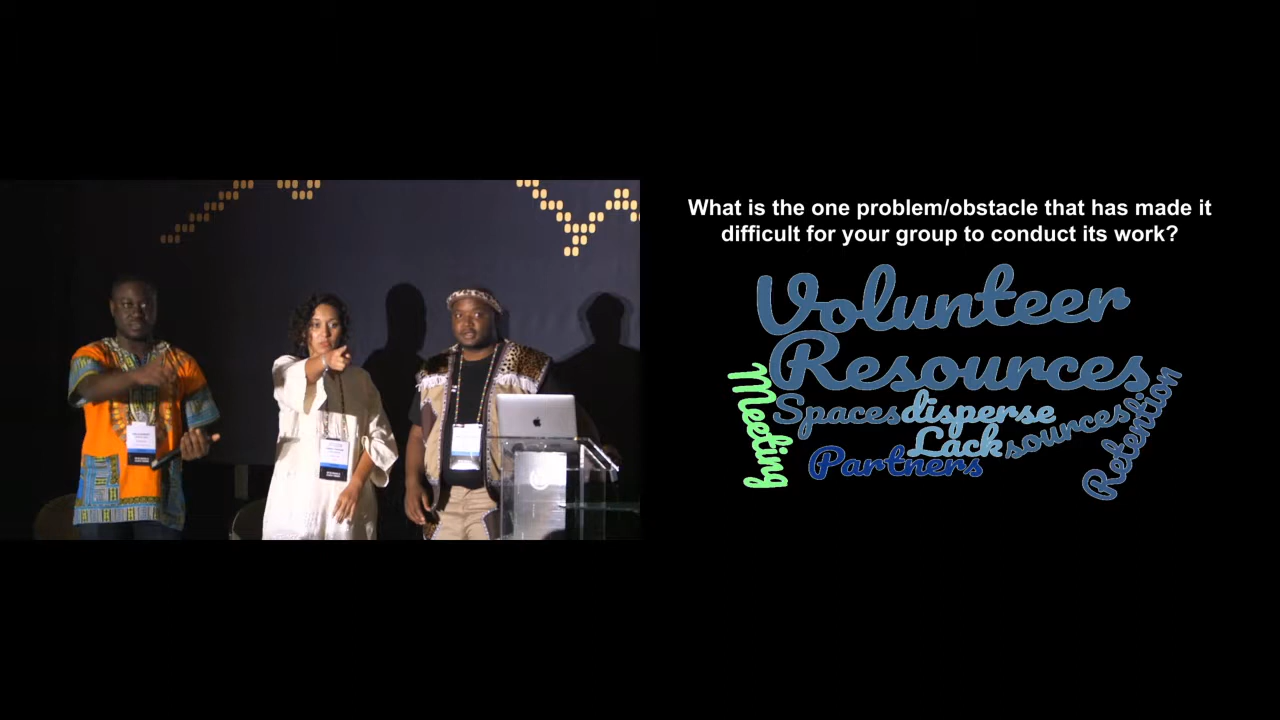 What is the one problem/obstacle that has made it
difficult for your group to conduct its work?
Volunteer
Resources
Meeting
Spaces
disperse
Lack
sources
Retention
Partners